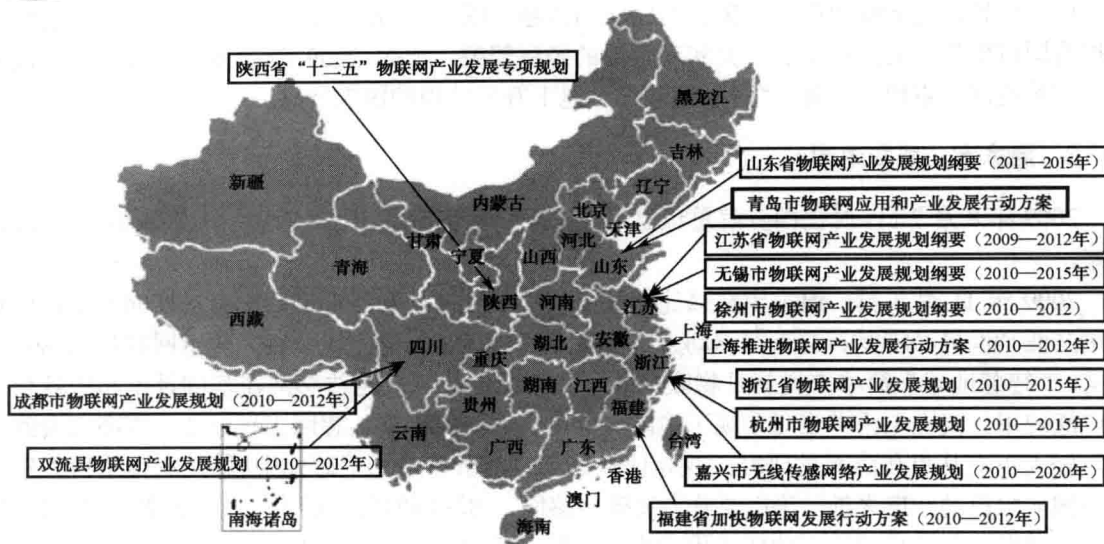 陕西省“十二五”物联网产业发展专项规划
黑龙江
吉林
山东省物联网产业发展规划纲要（2011—2015年）
新疆
辽宁
内蒙古
北京
青岛市物联网应用和产业发展行动方案
天津
甘肃
河北
江苏省物联网产业发展规划纲要（2009—2012年）
宁夏
山西
青海
山东
无锡市物联网产业发展规划纲要（2010—2015年）
陕西
河南
江苏
徐州市物联网产业发展规划纲要（2010—2012）
西藏
上海
安徽
四川
湖北
上海推进物联网产业发展行动方案（2010—2012年）
重庆
浙江
浙江省物联网产业发展规划（2010—2015年）
湖南
江西
成都市物联网产业发展规划（2010—2012年）
贵州
福建
杭州市物联网产业发展规划（2010—2015年）
云南
台湾
广西
广东
双流县物联网产业发展规划（2010—2012年）
香港
嘉兴市无线传感网络产业发展规划（2010—2020年）
澳门
南海诸岛
福建省加快物联网发展行动方案（2010—2012年）
海南